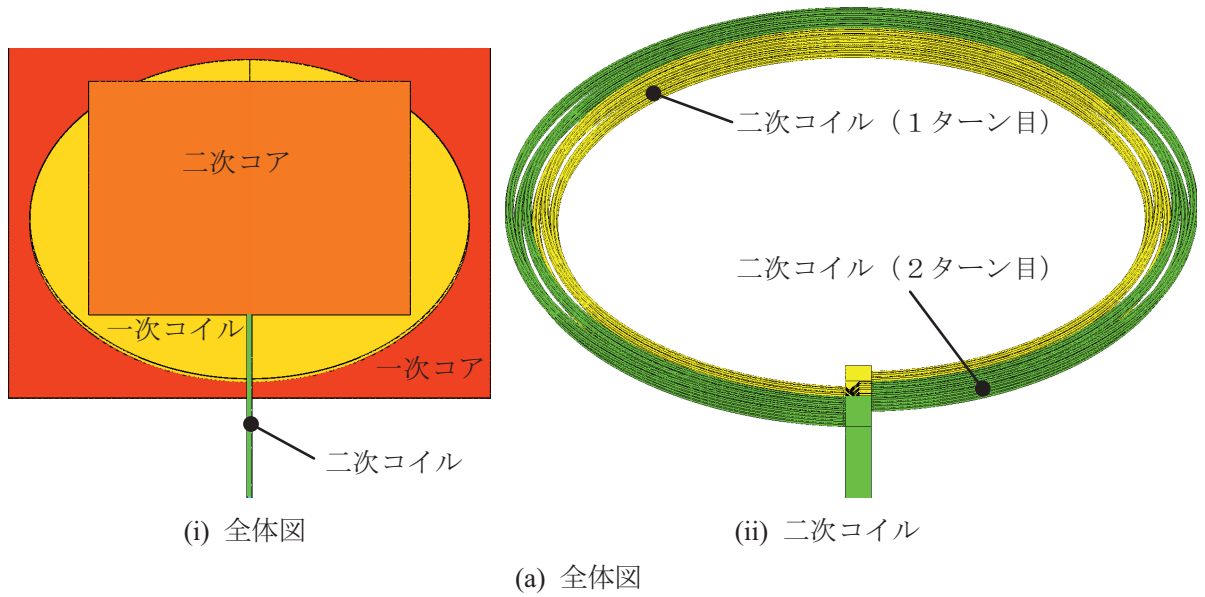 二次コア
一次コイル
一次コア
二次コイル
(i) 全体図
二次コイル（１ターン目）
二次コイル（２ターン目）
(ii) 二次コイル
(a) 全体図